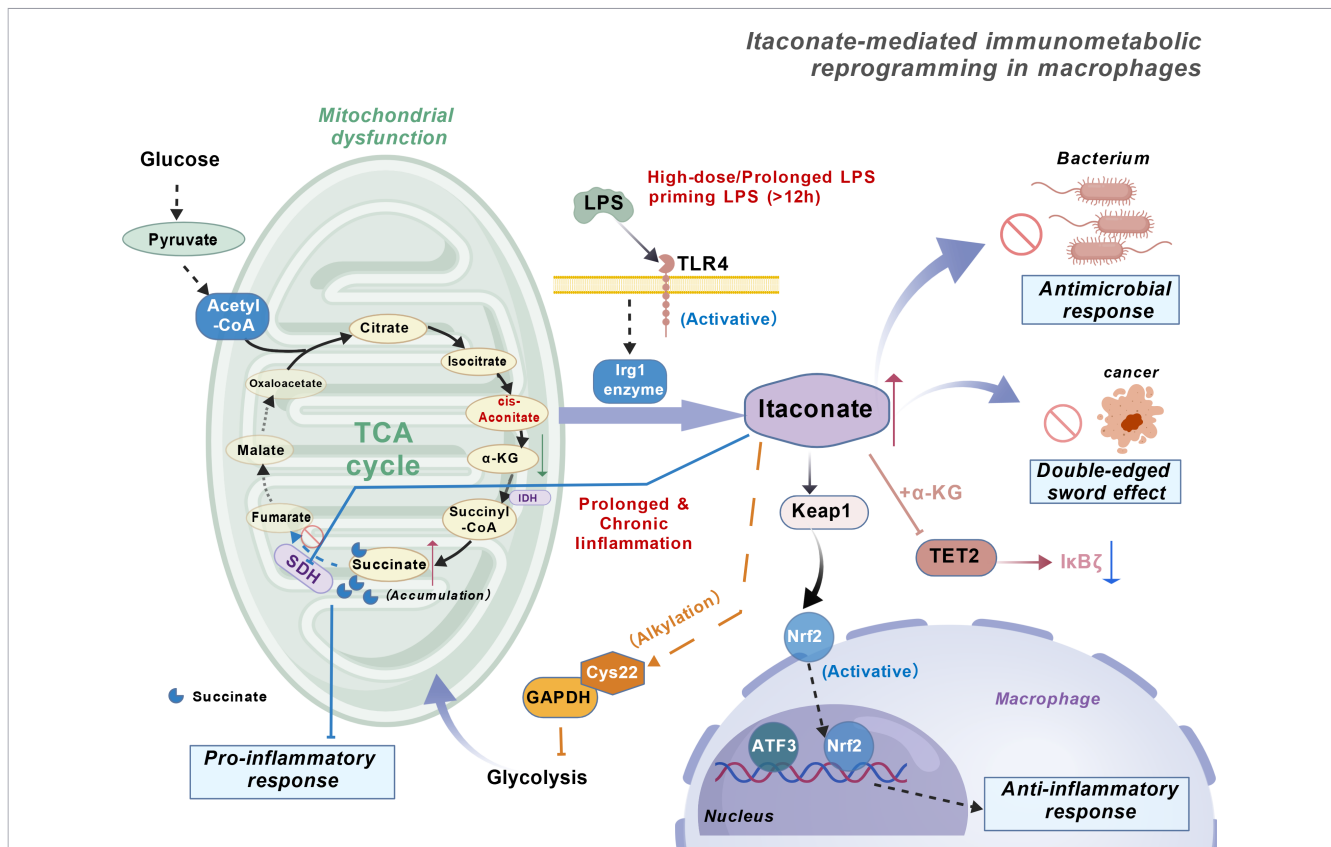 Itaconate-mediated immunometabolic
reprogramming in macrophages
Mitochondrial
dysfunction
Glucose
Pyruvate
Acetyl
-CoA
Citrate
Isocitrate
cis-
Aconitate
α-KG
IDH
Succinyl
-CoA
Succinate
(Accumulation)
SDH
Fumarate
Malate
Oxaloacetate
TCA
cycle
Succinate
Pro-inflammatory
response
High-dose/Prolonged LPS
priming LPS (>12h)
LPS
TLR4
(Activative)
Irg1
enzyme
Itaconate
Prolonged &
Chronic
Iinflammation
(Alkylation)
Cys22
GAPDH
Glycolysis
Keap1
Nrf2
(Activative)
+α-KG
TET2
IκBζ
Bacterium
Antimicrobial
response
cancer
Double-edged
sword effect
Macrophage
ATF3
Nrf2
Nucleus
Anti-inflammatory
response